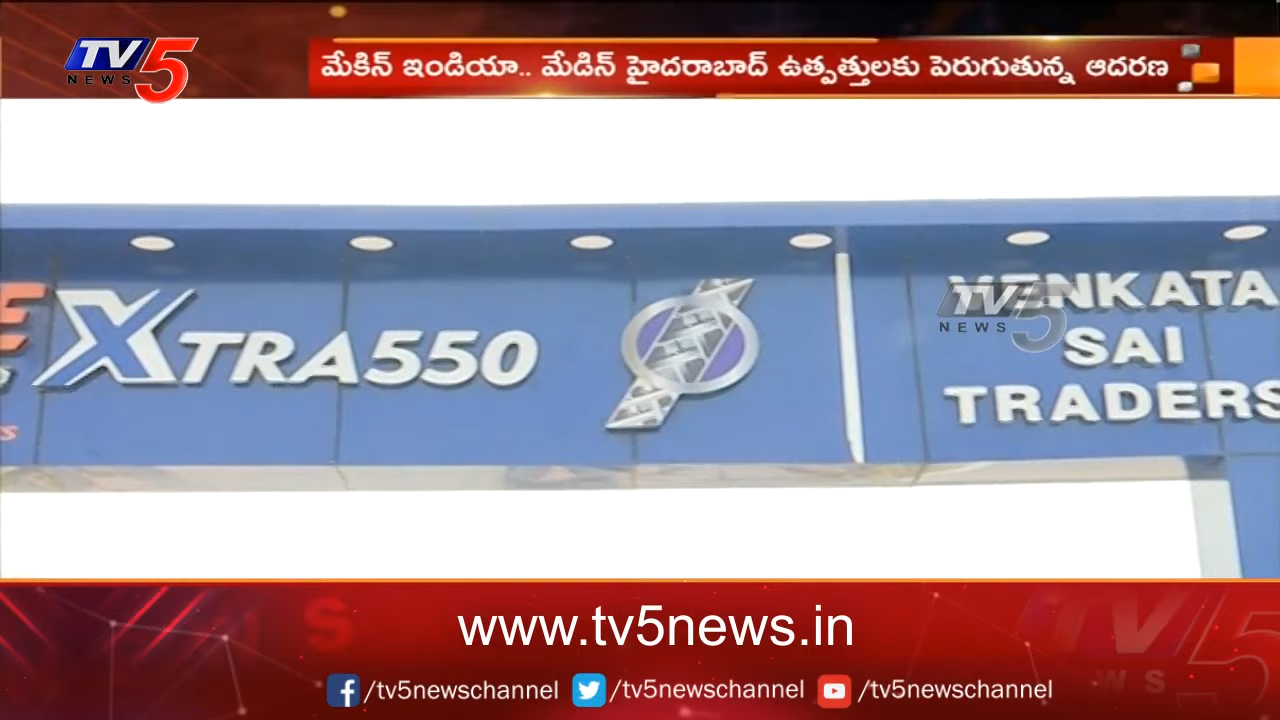 TV5
NEWS
మేకిన్ ఇండియా.. మేడిన్ హైదరాబాద్ ఉత్పత్తులకు పెరుగుతున్న ఆదరణ
XTRA550
VENKATA
SAI
TRADERS
TV5
NEWS
www.tv5news.in
/tv5newschannel
/tv5newschannel
/tv5newschannel